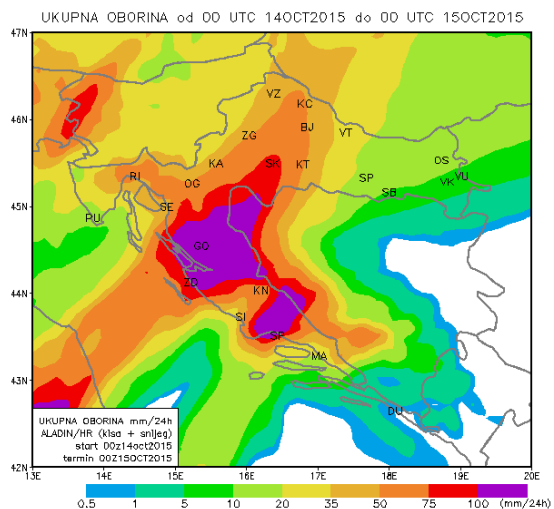 UKUPNA OBORINA od 00 UTC 14OCT2015 do 00 UTC 15OCT2015
47N
VZ
KC
46N
BJ
VT
ZG
KA
SK
KT
OS
RI
OG
SP
VK
VU
SB
45N
SE
PU
GO
44N
ZD
KN
SI
SP
MA
43N
DU
UKUPNA OBORINA mm/24h
ALADIN/HR (kisa + snijeg)
start 00z14oct2015
termin 00Z15OCT2015
42N
13E 14E 15E 16E 17E 18E 19E 20E
0.5 1 5 10 20 35 50 75 100 (mm/24h)